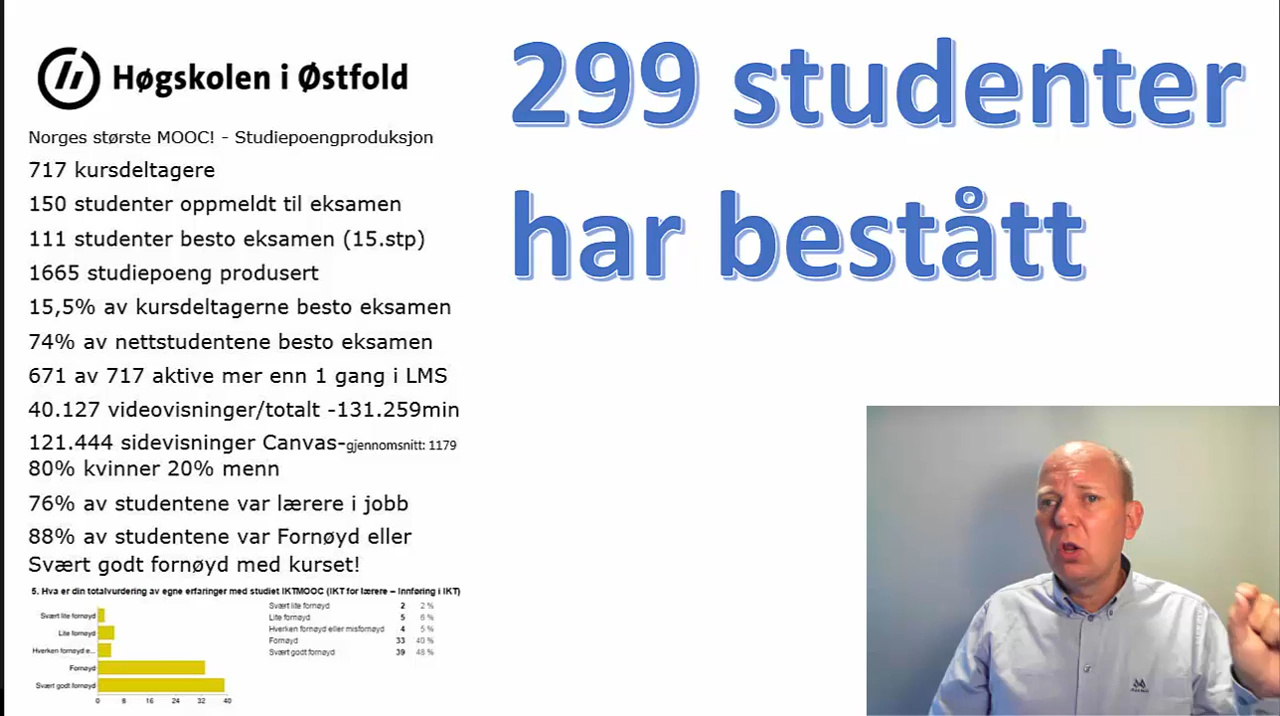 Høgskolen i Østfold
299 studenter
har bestått
Norges største MOOC! - Studiepoengproduksjon
717 kursdeltagere
150 studenter oppmeldt til eksamen
111 studenter besto eksamen (15.stp)
1665 studiepoeng produsert
15,5% av kursdeltagerne besto eksamen
74% av nettstudentene besto eksamen
671 av 717 aktive mer enn 1 gang i LMS
40.127 videovisninger/totalt -131.259min
121.444 sidevisninger Canvas-gjennomsnitt: 1179
80% kvinner 20% menn
76% av studentene var lærere i jobb
88% av studentene var Fornøyd eller
Svært godt fornøyd med kurset!
5. Hva er din totalvurdering av egne erfaringer med studiet IKTMOOC (IKT for lærere – Innføring i IKT)
Svært lite fornøyd
Lite fornøyd
Hverken fornøyd e...
Fornøyd
Svært godt fornøyd
0 8 16 24 32 40
Svært lite fornøyd 2 2 %
Lite fornøyd 5 6 %
Hverken fornøyd eller misfornøyd 4 5 %
Fornøyd 33 40 %
Svært godt fornøyd 39 48 %